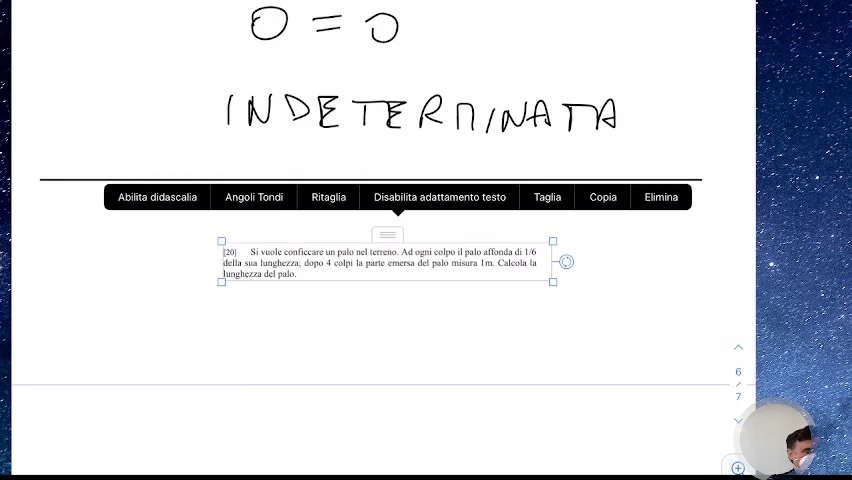 0 = 0
INDETERMINATA
Abilita didascalia Angoli Tondi Ritaglia Disabilita adattamento testo Taglia Copia Elimina
[20] Si vuole conficcare un palo nel terreno. Ad ogni colpo il palo affonda di 1/6
della sua lunghezza; dopo 4 colpi la parte emersa del palo misura 1m. Calcola la
lunghezza del palo.
6
/
7